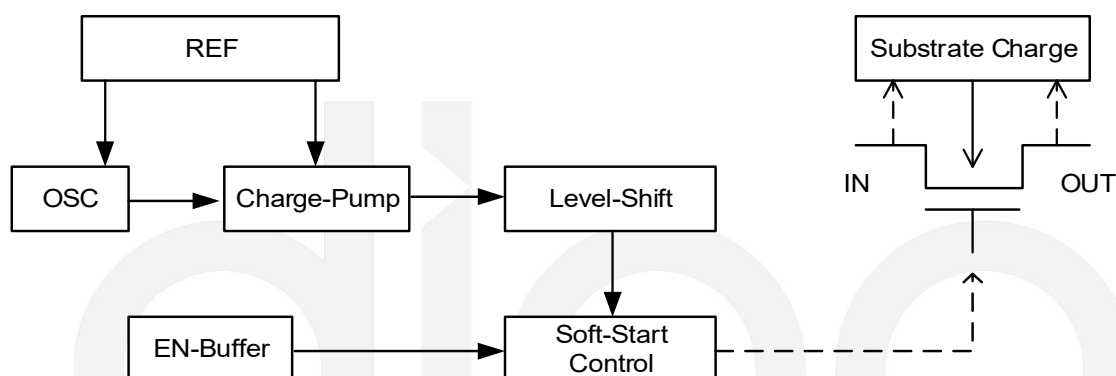 REF
Substrate Charge
OSC
Charge-Pump
Level-Shift
IN
OUT
EN-Buffer
Soft-Start
Control